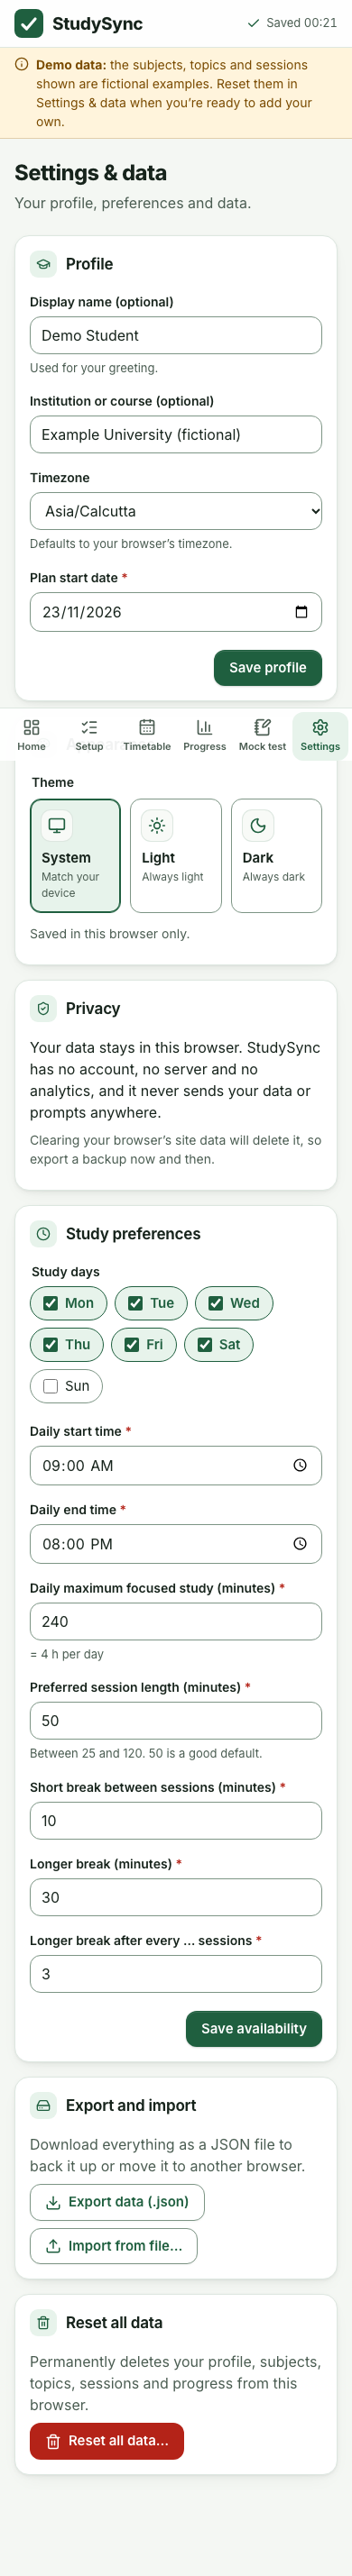 StudySync
Saved 00:21
Demo data: the subjects, topics and sessions
shown are fictional examples. Reset them in
Settings & data when you’re ready to add your
own.
Settings & data
Your profile, preferences and data.
Profile
Display name (optional)
Demo Student
Used for your greeting.
Institution or course (optional)
Example University (fictional)
Timezone
Asia/Calcutta
Defaults to your browser’s timezone.
Plan start date *
23/11/2026
Save profile
Home Setup Timetable Progress Mock test Settings
Theme
System Light Dark
Match your device
Always light
Always dark
Saved in this browser only.
Privacy
Your data stays in this browser. StudySync
has no account, no server and no
analytics, and it never sends your data or
prompts anywhere.
Clearing your browser’s site data will delete it, so
export a backup now and then.
Study preferences
Study days
Mon Tue Wed
Thu Fri Sat
Sun
Daily start time *
09:00 AM
Daily end time *
08:00 PM
Daily maximum focused study (minutes) *
240
= 4 h per day
Preferred session length (minutes) *
50
Between 25 and 120. 50 is a good default.
Short break between sessions (minutes) *
10
Longer break (minutes) *
30
Longer break after every … sessions *
3
Save availability
Export and import
Download everything as a JSON file to
back it up or move it to another browser.
Export data (.json)
Import from file…
Reset all data
Permanently deletes your profile, subjects,
topics, sessions and progress from this
browser.
Reset all data…